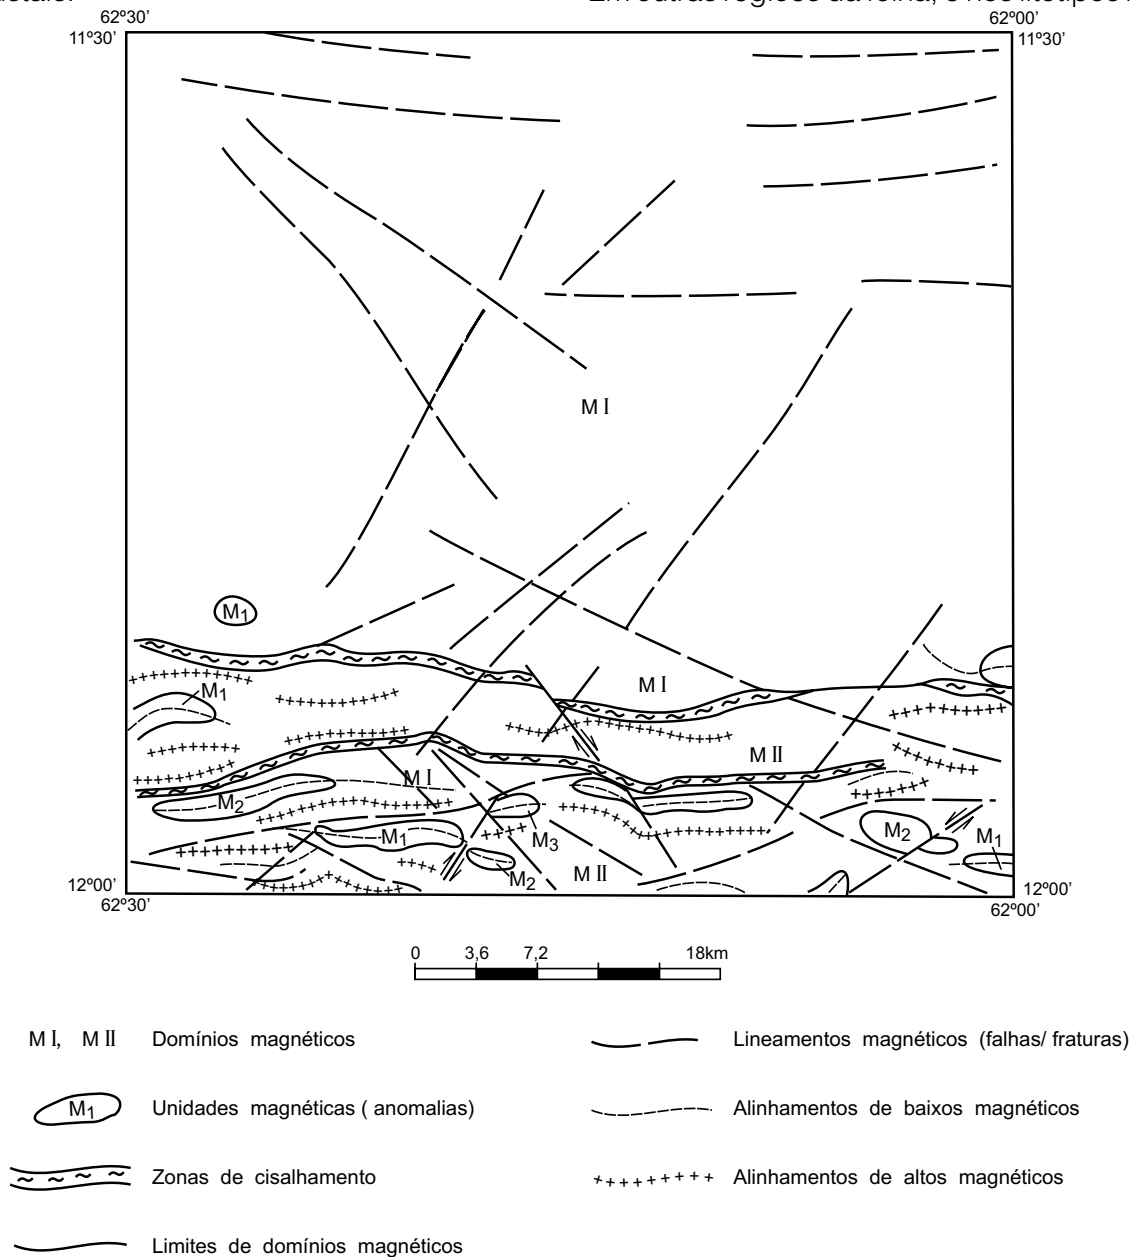 62º30’ 62º00’
11º30’ 11º30’
M I
M1
M I
M1
M II
M I
M2
M1 M3 M2 M1
M2 M II
12º00’ 12º00’
62º30’ 62º00’
0 3,6 7,2 18km
M I, M II Domínios magnéticos
Lineamentos magnéticos (falhas/ fraturas)
M1 Unidades magnéticas ( anomalias)
Alinhamentos de baixos magnéticos
Zonas de cisalhamento
Alinhamentos de altos magnéticos
Limites de domínios magnéticos